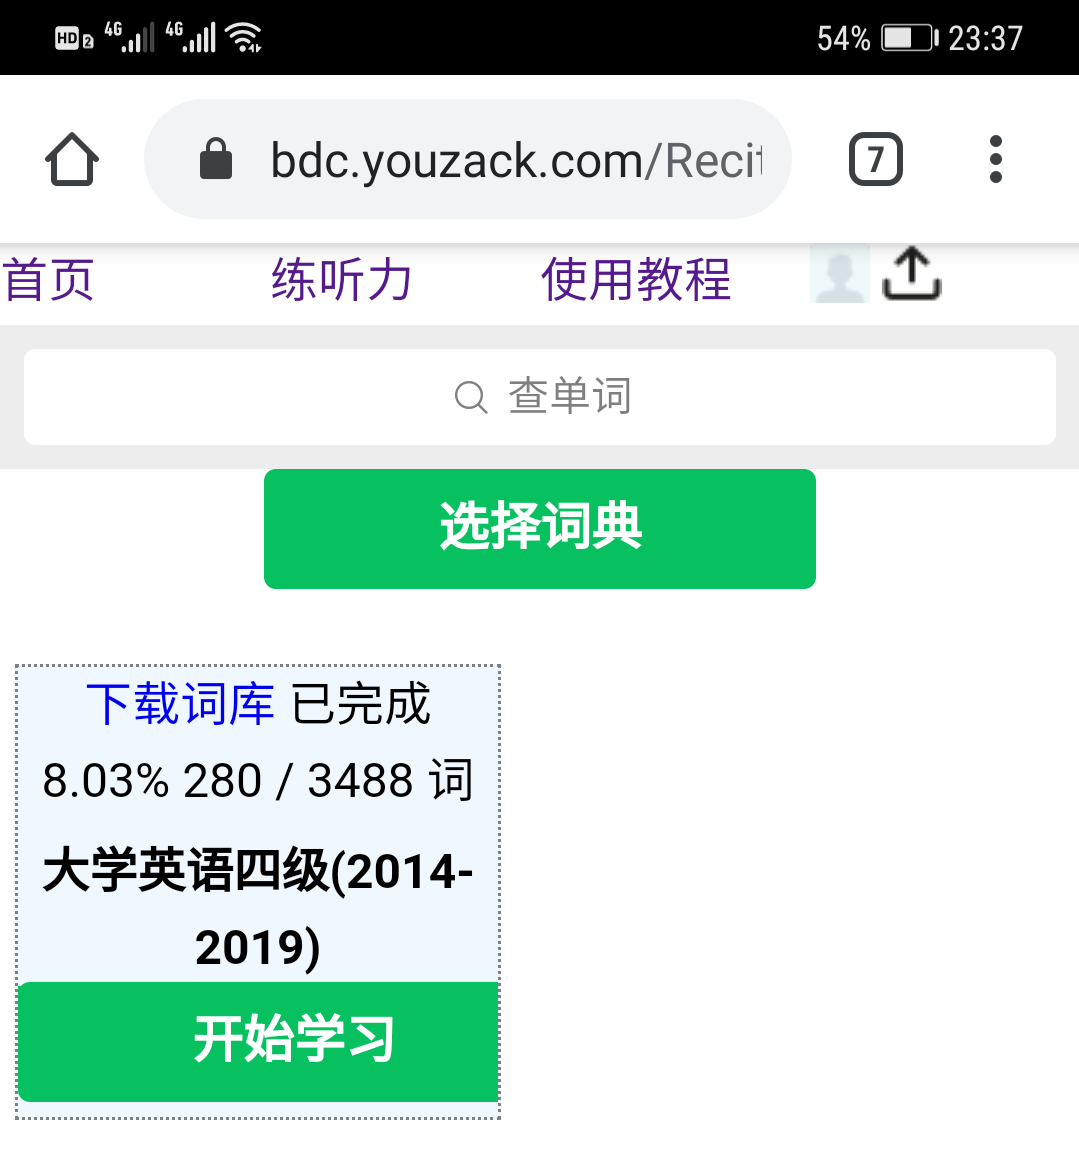 HD 2 4G 4G 54% 23:37
bdc.youzack.com/Recit 7
首页 练听力 使用教程
查单词
选择词典
下载词库 已完成
8.03% 280 / 3488 词
大学英语四级(2014-
2019)
开始学习